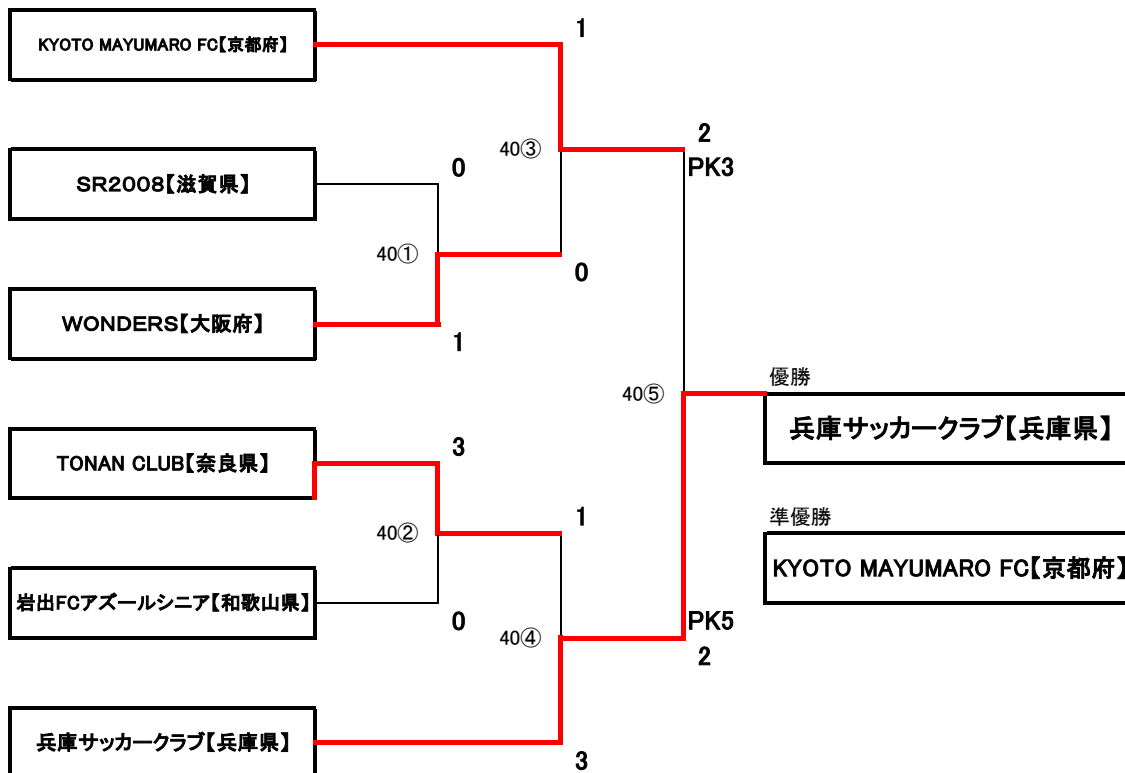 1
KYOTO MAYUMARO FC【京都府】
2
40③
PK3
0
SR2008【滋賀県】
40①
0
WONDERS【大阪府】
1
優勝
40⑤
兵庫サッカークラブ【兵庫県】
3
TONAN CLUB【奈良県】
1
準優勝
40②
KYOTO MAYUMARO FC【京都府】
岩出FCアズールシニア【和歌山県】
0
PK5
40④
2
兵庫サッカークラブ【兵庫県】
3